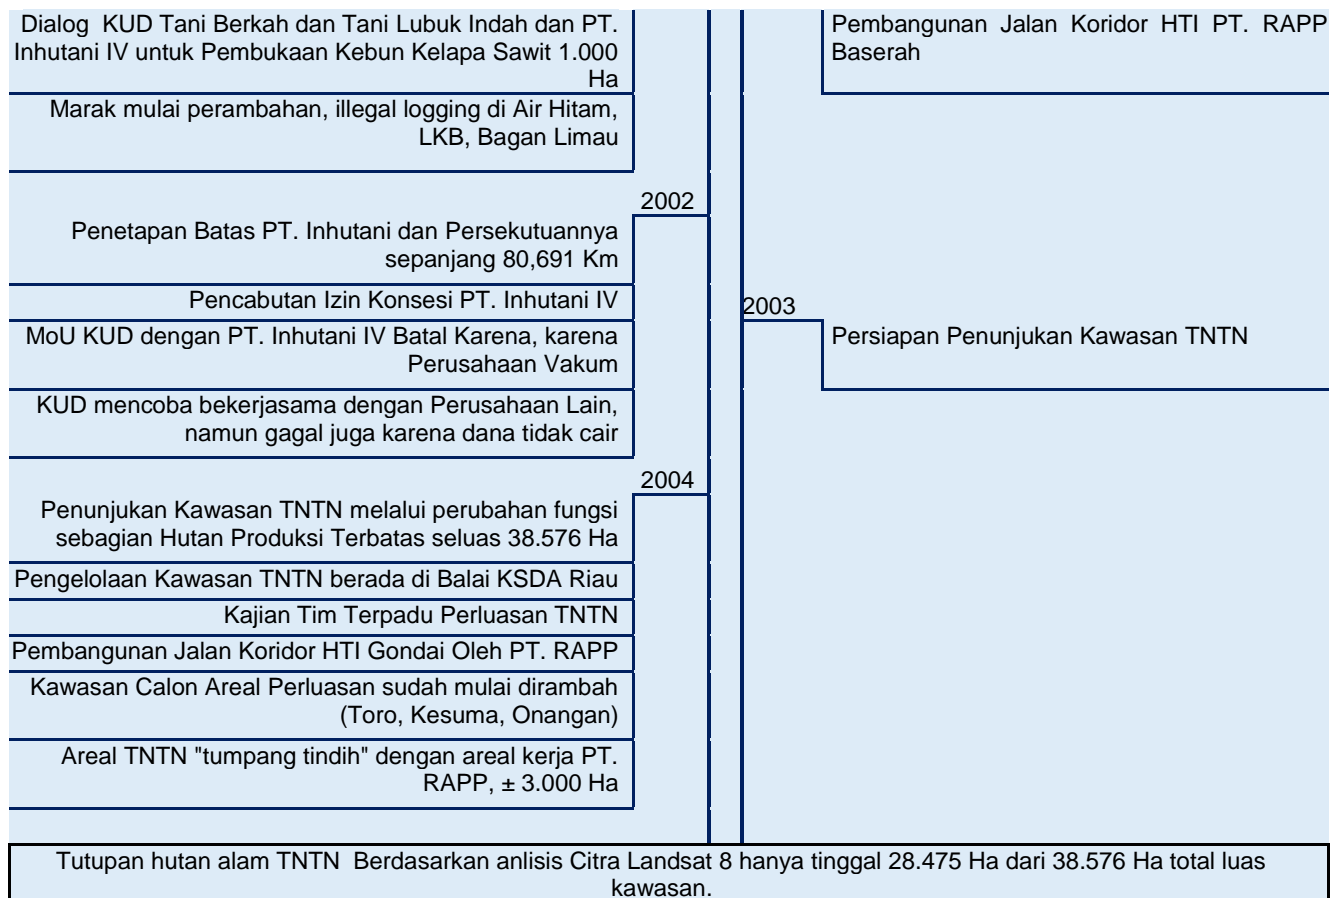 Dialog KUD Tani Berkah dan Tani Lubuk Indah dan PT.
Inhutani IV untuk Pembukaan Kebun Kelapa Sawit 1.000
Ha
Pembangunan Jalan Koridor HTI PT. RAPP
Baserah
Marak mulai perambahan, illegal logging di Air Hitam,
LKB, Bagan Limau
2002
Penetapan Batas PT. Inhutani dan Persekutuannya
sepanjang 80,691 Km
Pencabutan Izin Konsesi PT. Inhutani IV
MoU KUD dengan PT. Inhutani IV Batal Karena, karena
Perusahaan Vakum
KUD mencoba bekerjasama dengan Perusahaan Lain,
namun gagal juga karena dana tidak cair
2003
Persiapan Penunjukan Kawasan TNTN
2004
Penunjukan Kawasan TNTN melalui perubahan fungsi
sebagian Hutan Produksi Terbatas seluas 38.576 Ha
Pengelolaan Kawasan TNTN berada di Balai KSDA Riau
Kajian Tim Terpadu Perluasan TNTN
Pembangunan Jalan Koridor HTI Gondai Oleh PT. RAPP
Kawasan Calon Areal Perluasan sudah mulai dirambah
(Toro, Kesuma, Onangan)
Areal TNTN "tumpang tindih" dengan areal kerja PT.
RAPP, ± 3.000 Ha
Tutupan hutan alam TNTN Berdasarkan anlisis Citra Landsat 8 hanya tinggal 28.475 Ha dari 38.576 Ha total luas
kawasan.